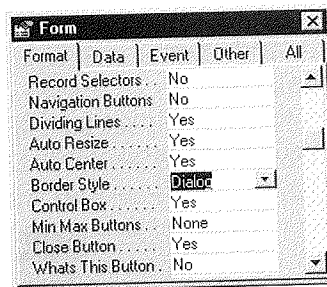 Form
Format Data Event Other All
Record Selectors . . No
Navigation Buttons No
Dividing Lines . . . . . Yes
Auto Resize . . . . . . Yes
Auto Center . . . . . . Yes
Border Style . . . . . . Dialog
Control Box . . . . . . Yes
Min Max Buttons . . None
Close Button . . . . . Yes
Whats This Button . No